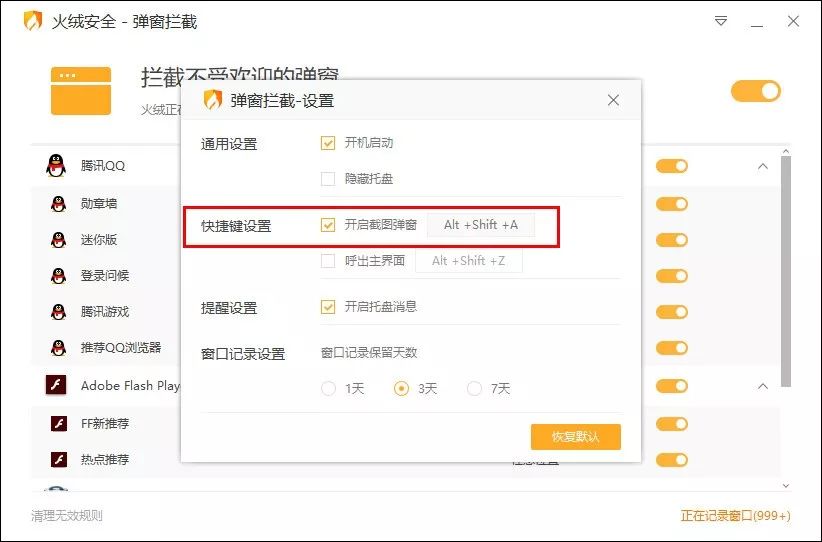 火绒安全 - 弹窗拦截
拦截不受欢迎的弹窗
火绒正在
弹窗拦截-设置
通用设置
开机启动
隐藏托盘
快捷键设置
开启截图弹窗
Alt +Shift +A
呼出主界面
Alt +Shift +Z
提醒设置
开启托盘消息
窗口记录设置
窗口记录保留天数
1天
3天
7天
恢复默认
腾讯QQ
勋章墙
迷你版
登录问候
腾讯游戏
推荐QQ浏览器
Adobe Flash Play
FF新推荐
热点推荐
任意位置
清理无效规则
正在记录窗口(999+)